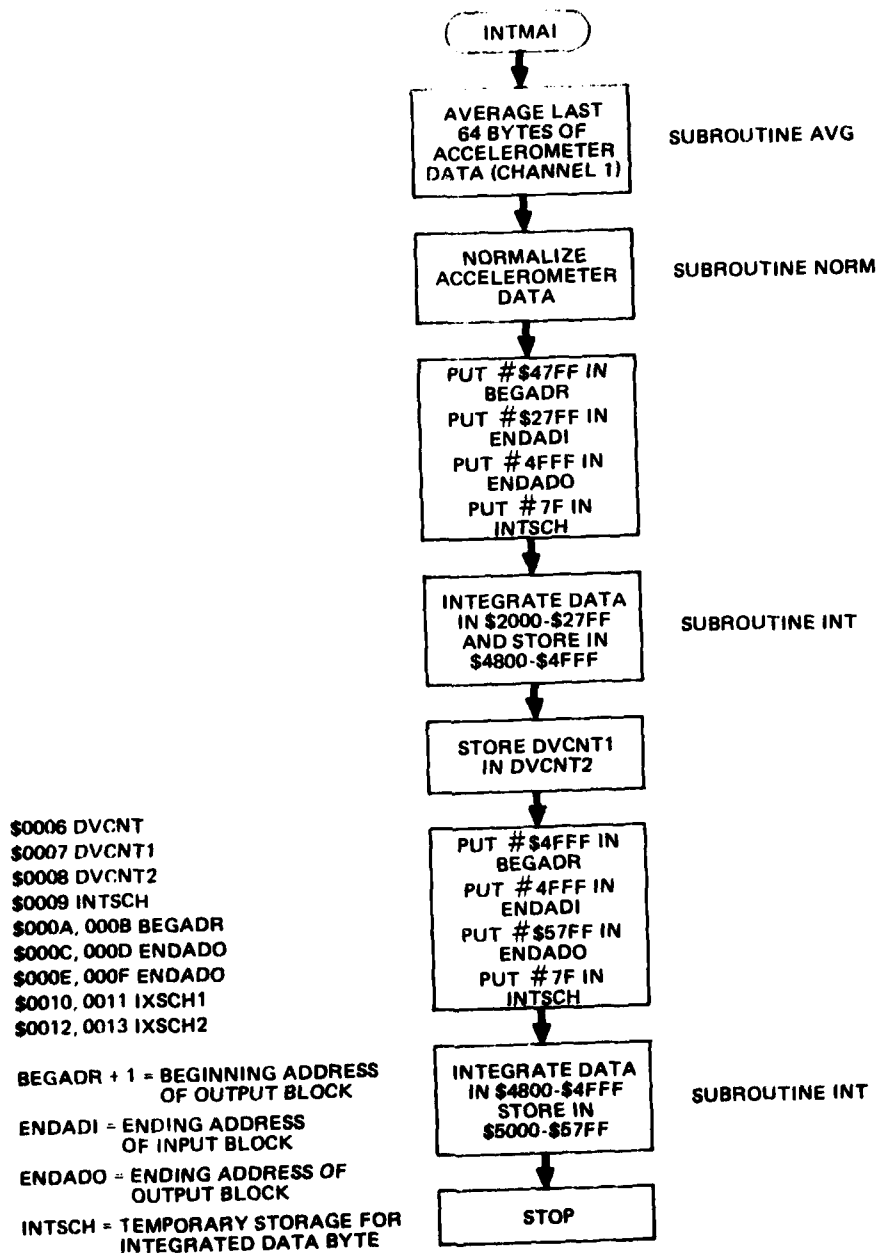 INTMAI
AVERAGE LAST
64 BYTES OF
ACCELEROMETER
DATA (CHANNEL 1)
SUBROUTINE AVG
NORMALIZE
ACCELEROMETER
DATA
SUBROUTINE NORM
PUT #$47FF IN
BEGADR
PUT #$27FF IN
ENDADI
PUT #4FFF IN
ENDADO
PUT #7F IN
INTSCH
INTEGRATE DATA
IN $2000-$27FF
AND STORE IN
$4800-$4FFF
SUBROUTINE INT
STORE DVCNT1
IN DVCNT2
PUT #$4FFF IN
BEGADR
PUT #4FFF IN
ENDADI
PUT #$57FF IN
ENDADO
PUT #7F IN
INTSCH
INTEGRATE DATA
IN $4800-$4FFF
STORE IN
$5000-$57FF
SUBROUTINE INT
STOP
$0006 DVCNT
$0007 DVCNT1
$0008 DVCNT2
$0009 INTSCH
$000A, 000B BEGADR
$000C, 000D ENDADO
$000E, 000F ENDADO
$0010, 0011 IXSCH1
$0012, 0013 IXSCH2
BEGADR + 1 = BEGINNING ADDRESS
OF OUTPUT BLOCK
ENDADI = ENDING ADDRESS
OF INPUT BLOCK
ENDADO = ENDING ADDRESS OF
OUTPUT BLOCK
INTSCH = TEMPORARY STORAGE FOR
INTEGRATED DATA BYTE